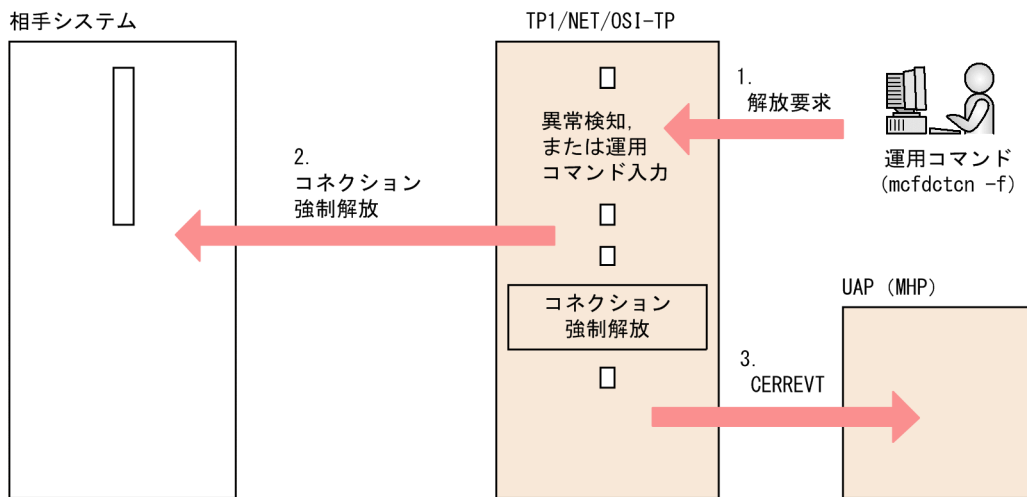 相手システム
TP1/NET/OSI-TP
1.
解放要求
異常検知,
または運用
コマンド入力
運用コマンド
(mcfdctcn -f)
2.
コネクション
強制解放
コネクション
強制解放
UAP (MHP)
3.
CERREVT